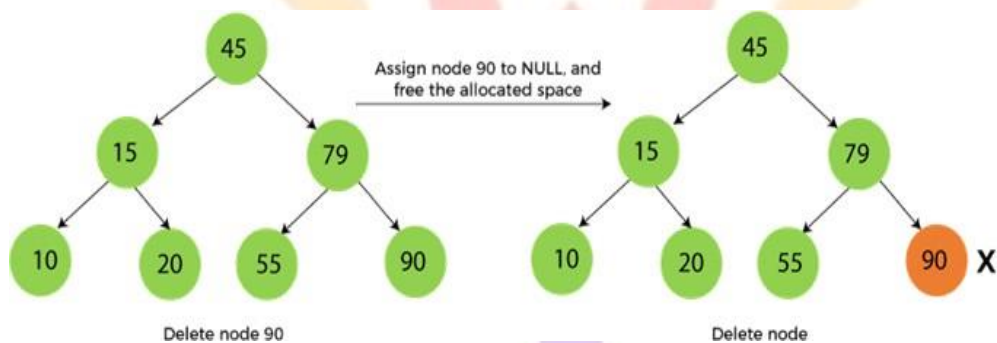 45
45
Assign node 90 to NULL, and
free the allocated space
15
79
15
79
10
20
55
90
10
20
55
90
X
Delete node 90
Delete node